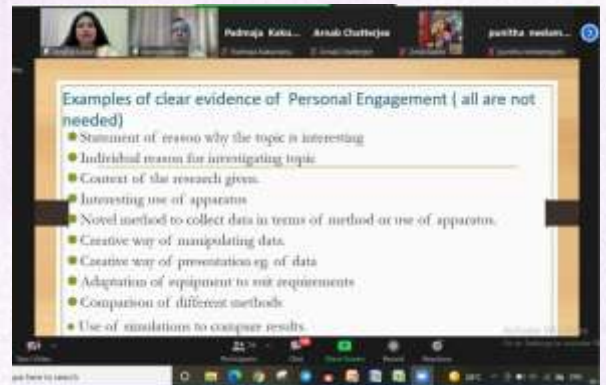 Padmaja Kaku... Arnab Chatterjee punitha neelam...
Examples of clear evidence of Personal Engagement ( all are not
needed)
Statement of reason why the topic is interesting
Individual reason for investigating topic
Context of the research given.
Interesting use of apparatus
Novel method to collect data in terms of method or use of apparatus.
Creative way of manipulating data.
Creative way of presentation eg. of data
Adaptation of equipment to suit requirements
Comparison of different methods
Use of simulations to compare results.